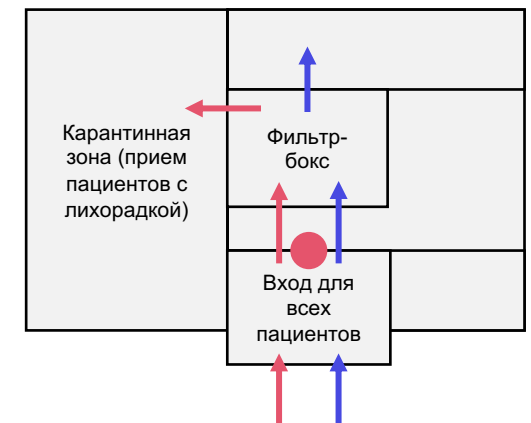 Карантинная
зона (прием
пациентов с
лихорадкой)
Фильтр-
бокс
Вход для
всех
пациентов